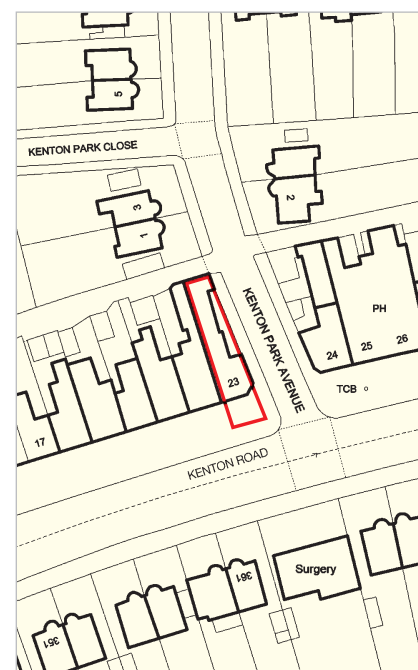 5
KENTON PARK CLOSE
2
3
1
KENTON PARK AVENUE
PH
24
25
26
23
TCB
17
KENTON ROAD
Surgery
361
351